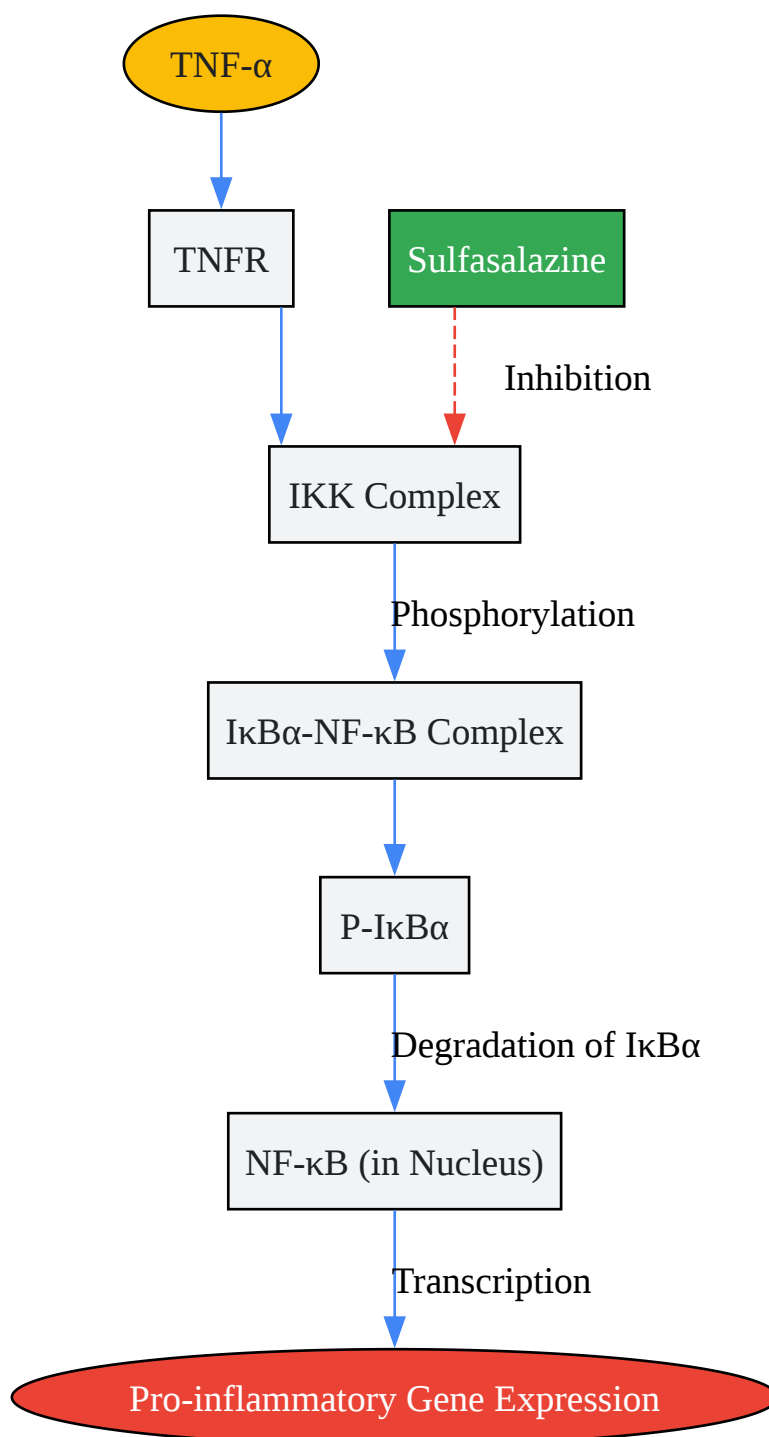 TNF-α
TNFR
Sulfasalazine
Inhibition
IKK Complex
Phosphorylation
IκBα-NF-κB Complex
P-IκBα
Degradation of IκBα
NF-κB (in Nucleus)
Transcription
Pro-inflammatory Gene Expression